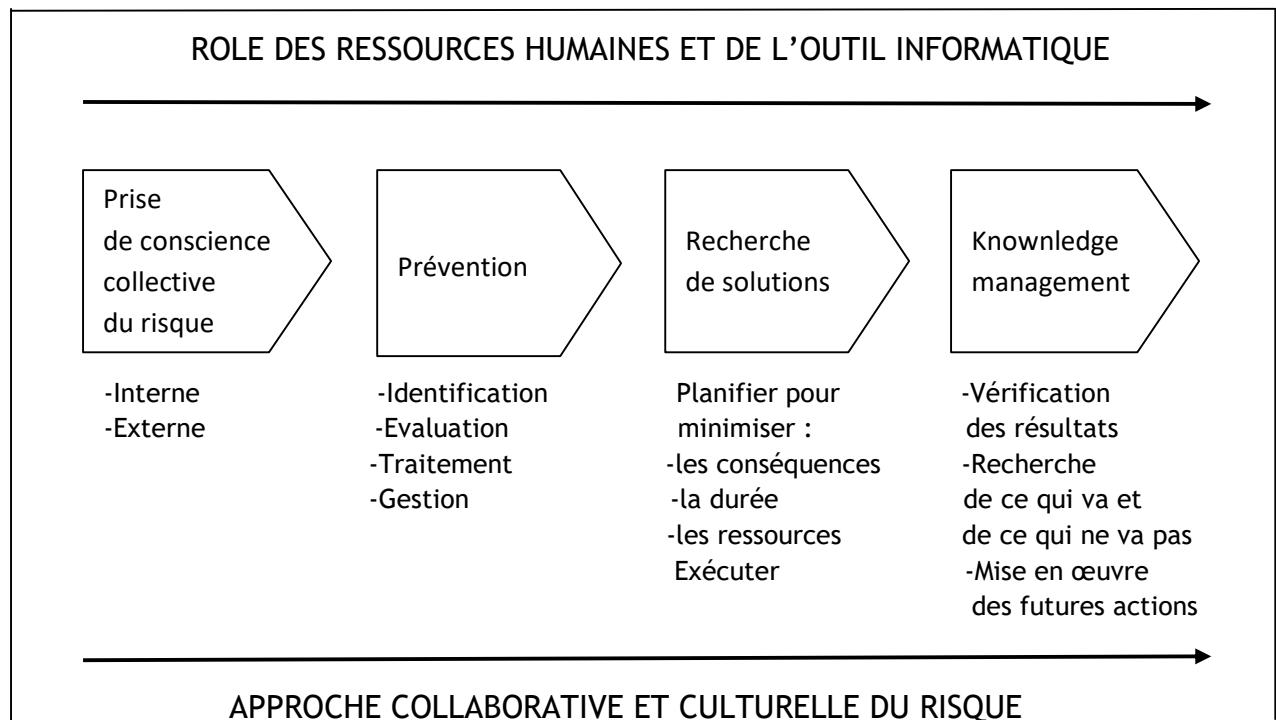 ROLE DES RESSOURCES HUMAINES ET DE L’OUTIL INFORMATIQUE
Prise
de conscience
collective
du risque
Prévention
Recherche
de solutions
Knownledge
management
-Interne
-Externe
-Identification
-Evaluation
-Traitement
-Gestion
Planifier pour
minimiser :
-les conséquences
-la durée
-les ressources
Exécuter
-Vérification
des résultats
-Recherche
de ce qui va et
de ce qui ne va pas
-Mise en œuvre
des futures actions
APPROCHE COLLABORATIVE ET CULTURELLE DU RISQUE